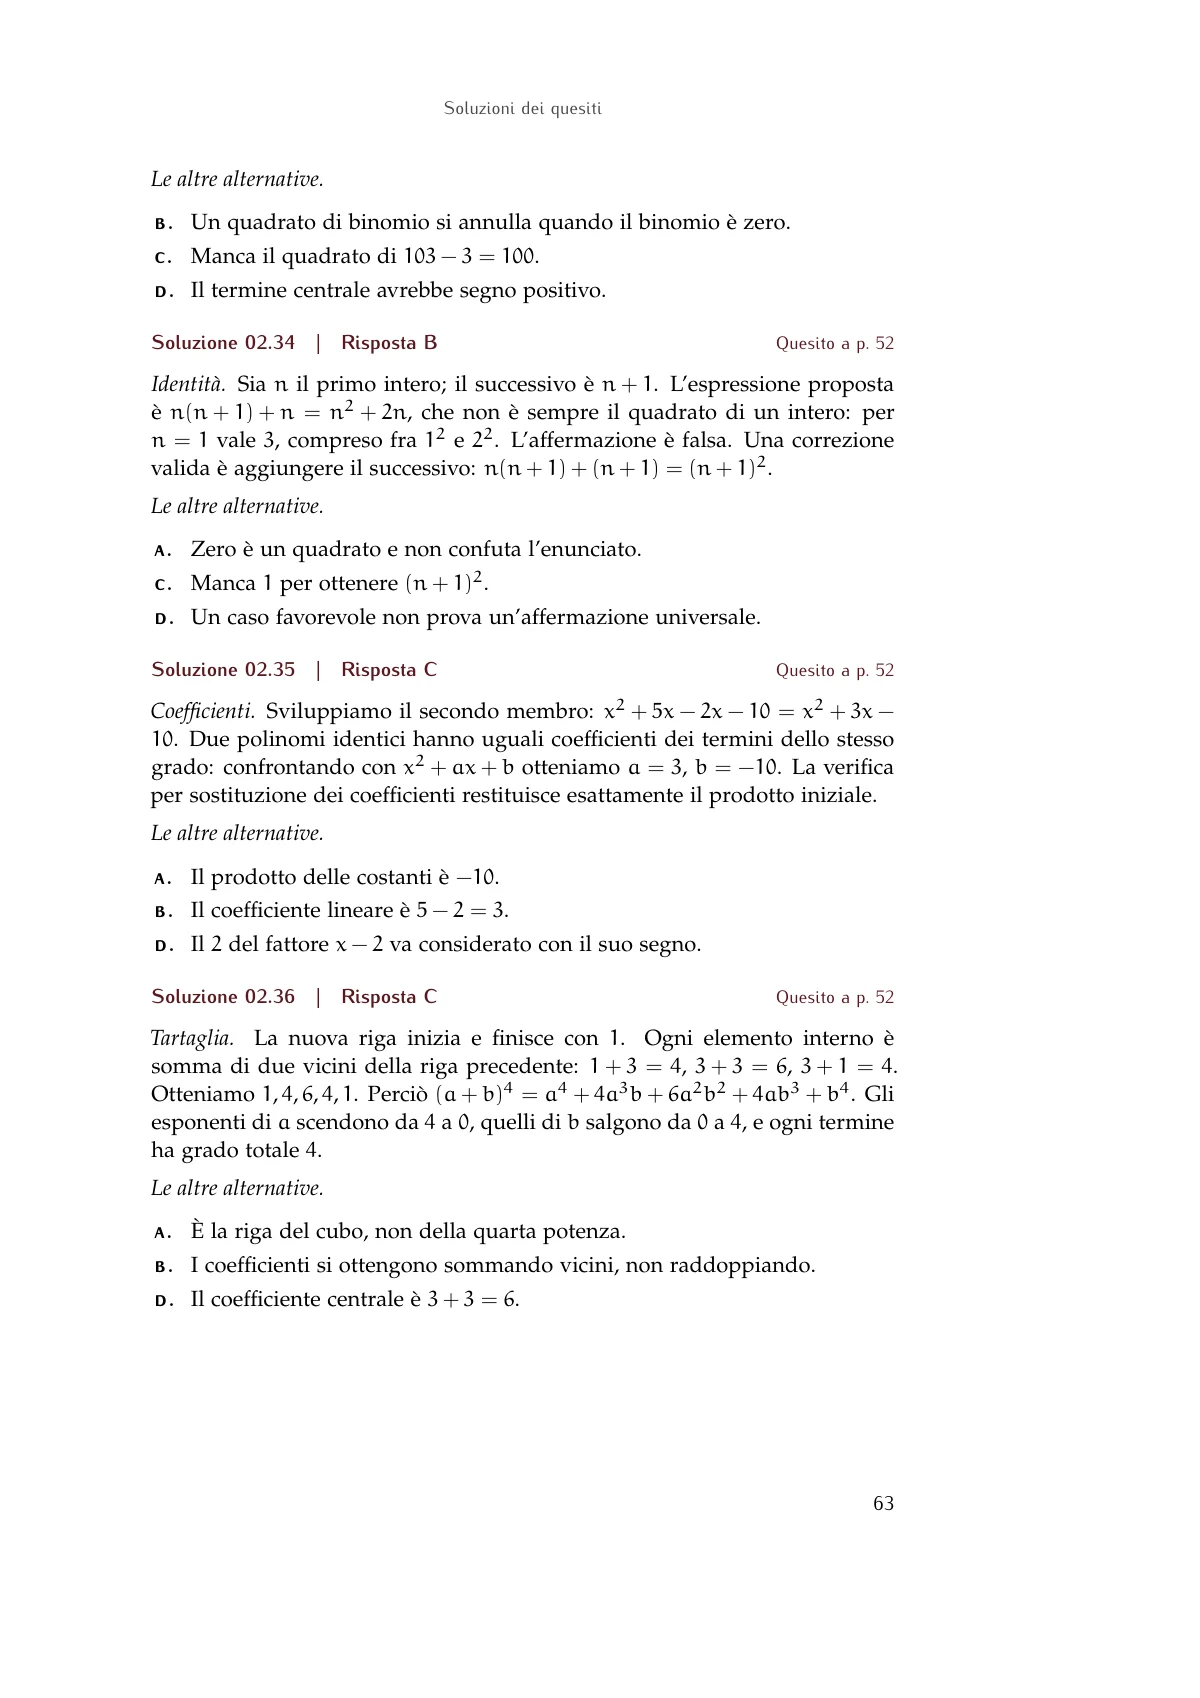 Soluzioni dei quesiti
Le altre alternative.
B. Un quadrato di binomio si annulla quando il binomio è zero.
C. Manca il quadrato di 103 − 3 = 100.
D. Il termine centrale avrebbe segno positivo.
Soluzione 02.34 | Risposta B Quesito a p. 52
Identità. Sia n il primo intero; il successivo è n + 1. L’espressione proposta
è n(n + 1) + n = n² + 2n, che non è sempre il quadrato di un intero: per
n = 1 vale 3, compreso fra 1² e 2². L’affermazione è falsa. Una correzione
valida è aggiungere il successivo: n(n + 1) + (n + 1) = (n + 1)².
Le altre alternative.
A. Zero è un quadrato e non confuta l’enunciato.
C. Manca 1 per ottenere (n + 1)².
D. Un caso favorevole non prova un’affermazione universale.
Soluzione 02.35 | Risposta C Quesito a p. 52
Coefficienti. Sviluppiamo il secondo membro: x² + 5x − 2x − 10 = x² + 3x −
10. Due polinomi identici hanno uguali coefficienti dei termini dello stesso
grado: confrontando con x² + ax + b otteniamo a = 3, b = −10. La verifica
per sostituzione dei coefficienti restituisce esattamente il prodotto iniziale.
Le altre alternative.
A. Il prodotto delle costanti è −10.
B. Il coefficiente lineare è 5 − 2 = 3.
D. Il 2 del fattore x − 2 va considerato con il suo segno.
Soluzione 02.36 | Risposta C Quesito a p. 52
Tartaglia. La nuova riga inizia e finisce con 1. Ogni elemento interno è
somma di due vicini della riga precedente: 1 + 3 = 4, 3 + 3 = 6, 3 + 1 = 4.
Otteniamo 1, 4, 6, 4, 1. Perciò (a + b)⁴ = a⁴ + 4a³b + 6a²b² + 4ab³ + b⁴. Gli
esponenti di a scendono da 4 a 0, quelli di b salgono da 0 a 4, e ogni termine
ha grado totale 4.
Le altre alternative.
A. È la riga del cubo, non della quarta potenza.
B. I coefficienti si ottengono sommando vicini, non raddoppiando.
D. Il coefficiente centrale è 3 + 3 = 6.
63